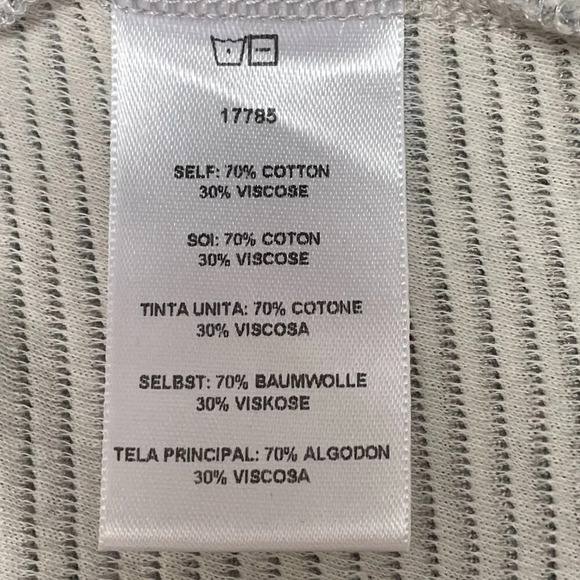 17785
SELF: 70% COTTON
30% VISCOSE
SOI: 70% COTON
30% VISCOSE
TINTA UNITA: 70% COTONE
30% VISCOSA
SELBST: 70% BAUMWOLLE
30% VISKOSE
TELA PRINCIPAL: 70% ALGODON
30% VISCOSA